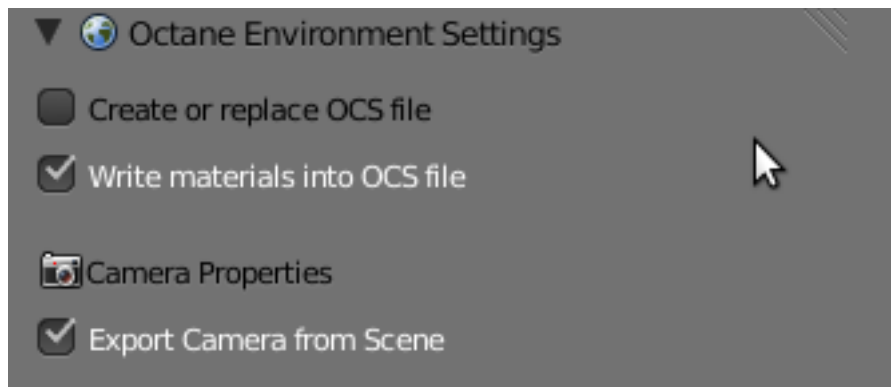 Octane Environment Settings
Create or replace OCS file
Write materials into OCS file
Camera Properties
Export Camera from Scene